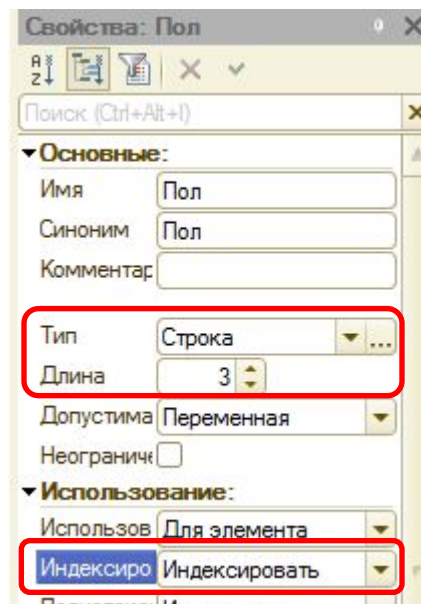 Свойства: Пол
Поиск (Ctrl+Alt+I)
Основные:
Имя Пол
Синоним Пол
Комментар
Тип Строка ...
Длина 3
Допустима Переменная
Неограниче
Использование:
Использов Для элемента
Индексиро Индексировать